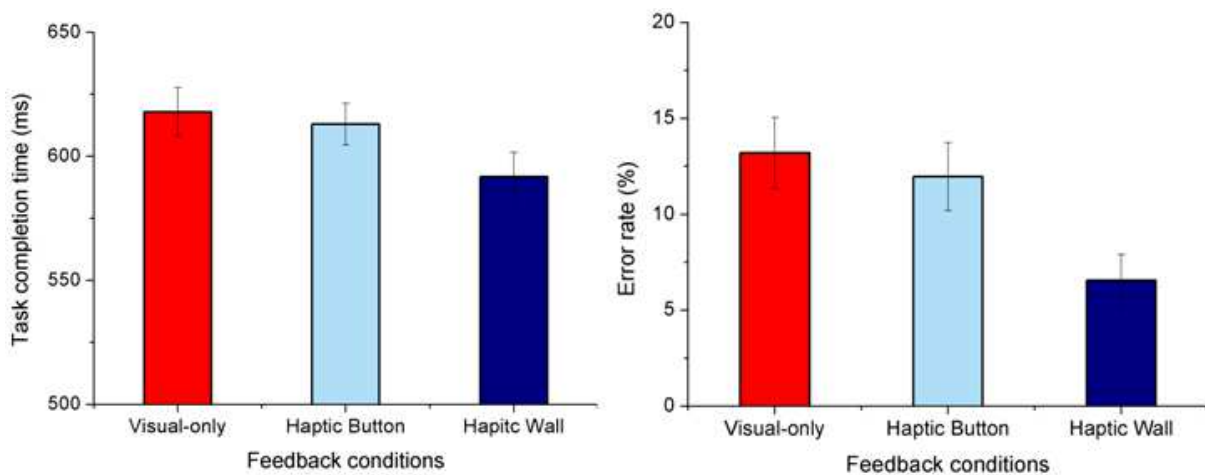 650
600
550
500
Task completion time (ms)
Visual-only Haptic Button Hapitc Wall
Feedback conditions
20
15
10
5
0
Error rate (%)
Visual-only Haptic Button Haptic Wall
Feedback conditions